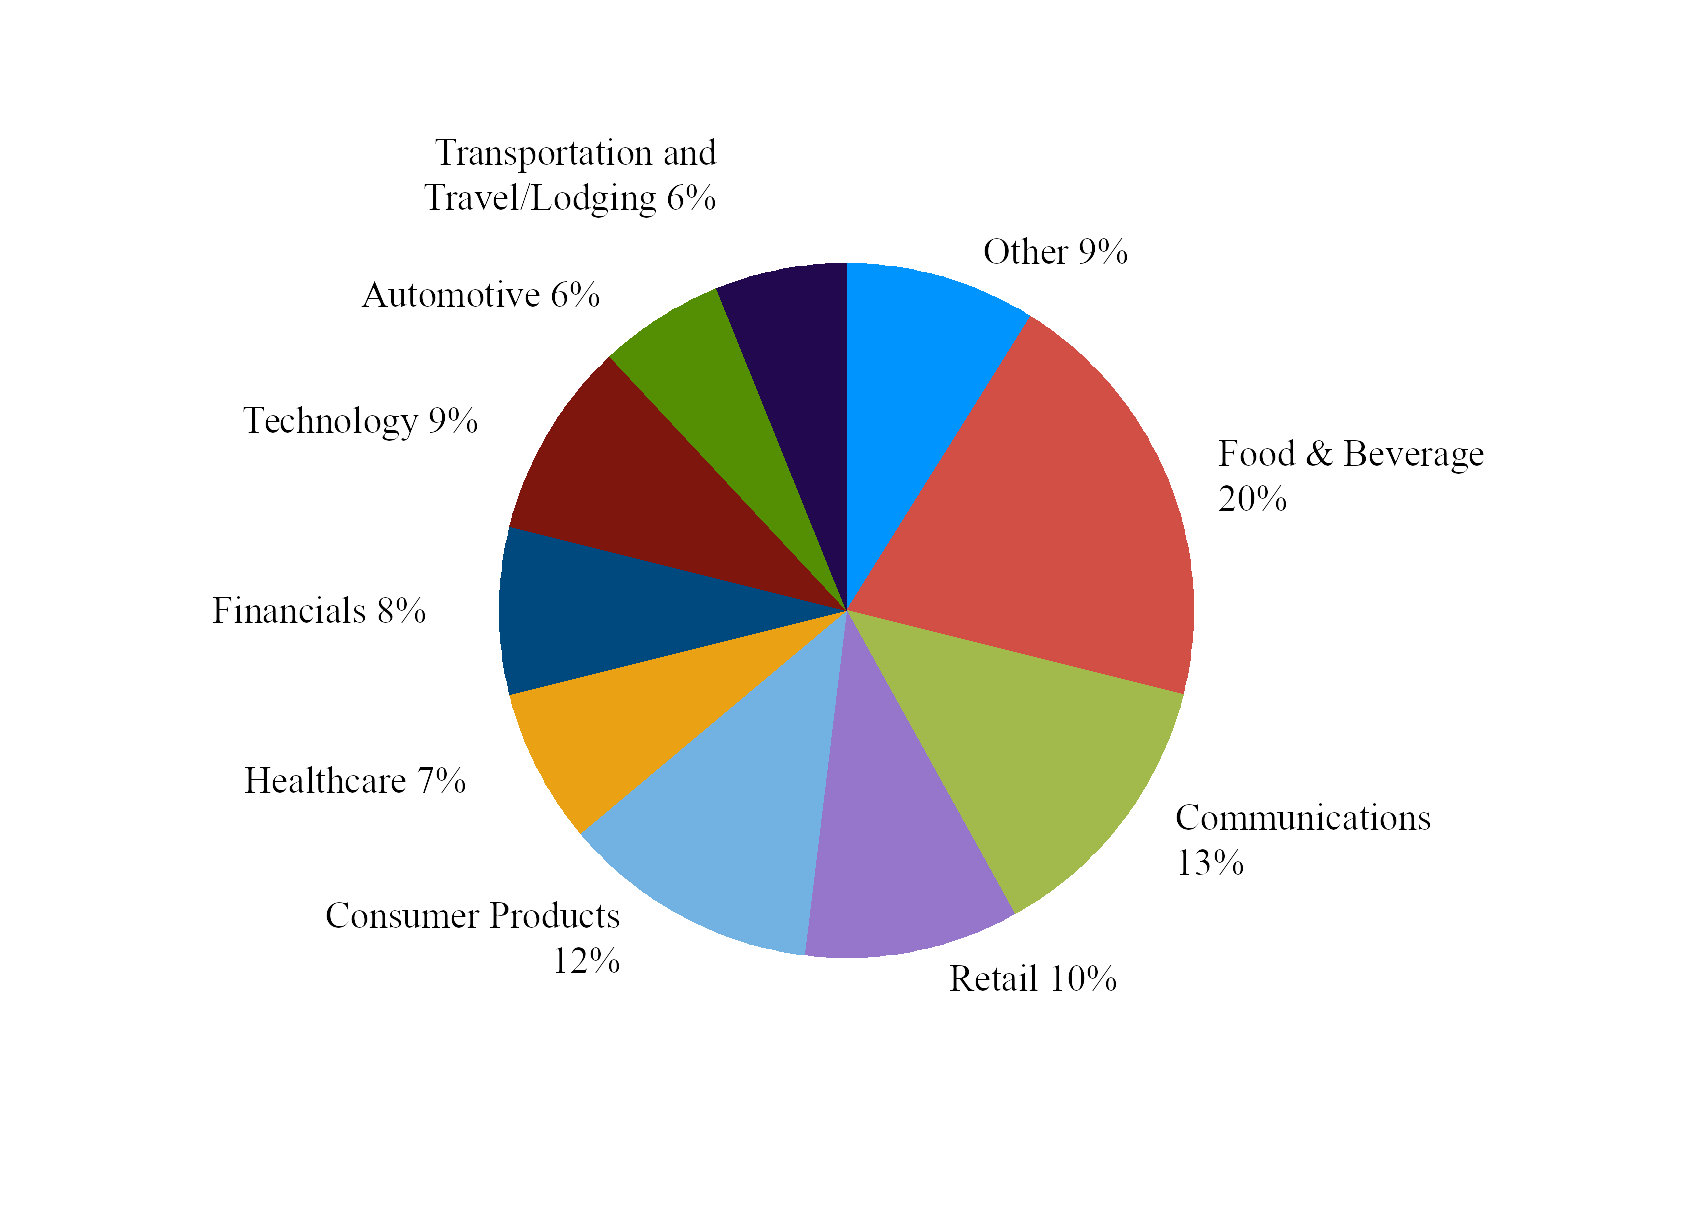 Transportation and
Travel/Lodging 6%
Other 9%
Automotive 6%
Technology 9%
Food & Beverage
20%
Financials 8%
Healthcare 7%
Communications
13%
Consumer Products
12%
Retail 10%